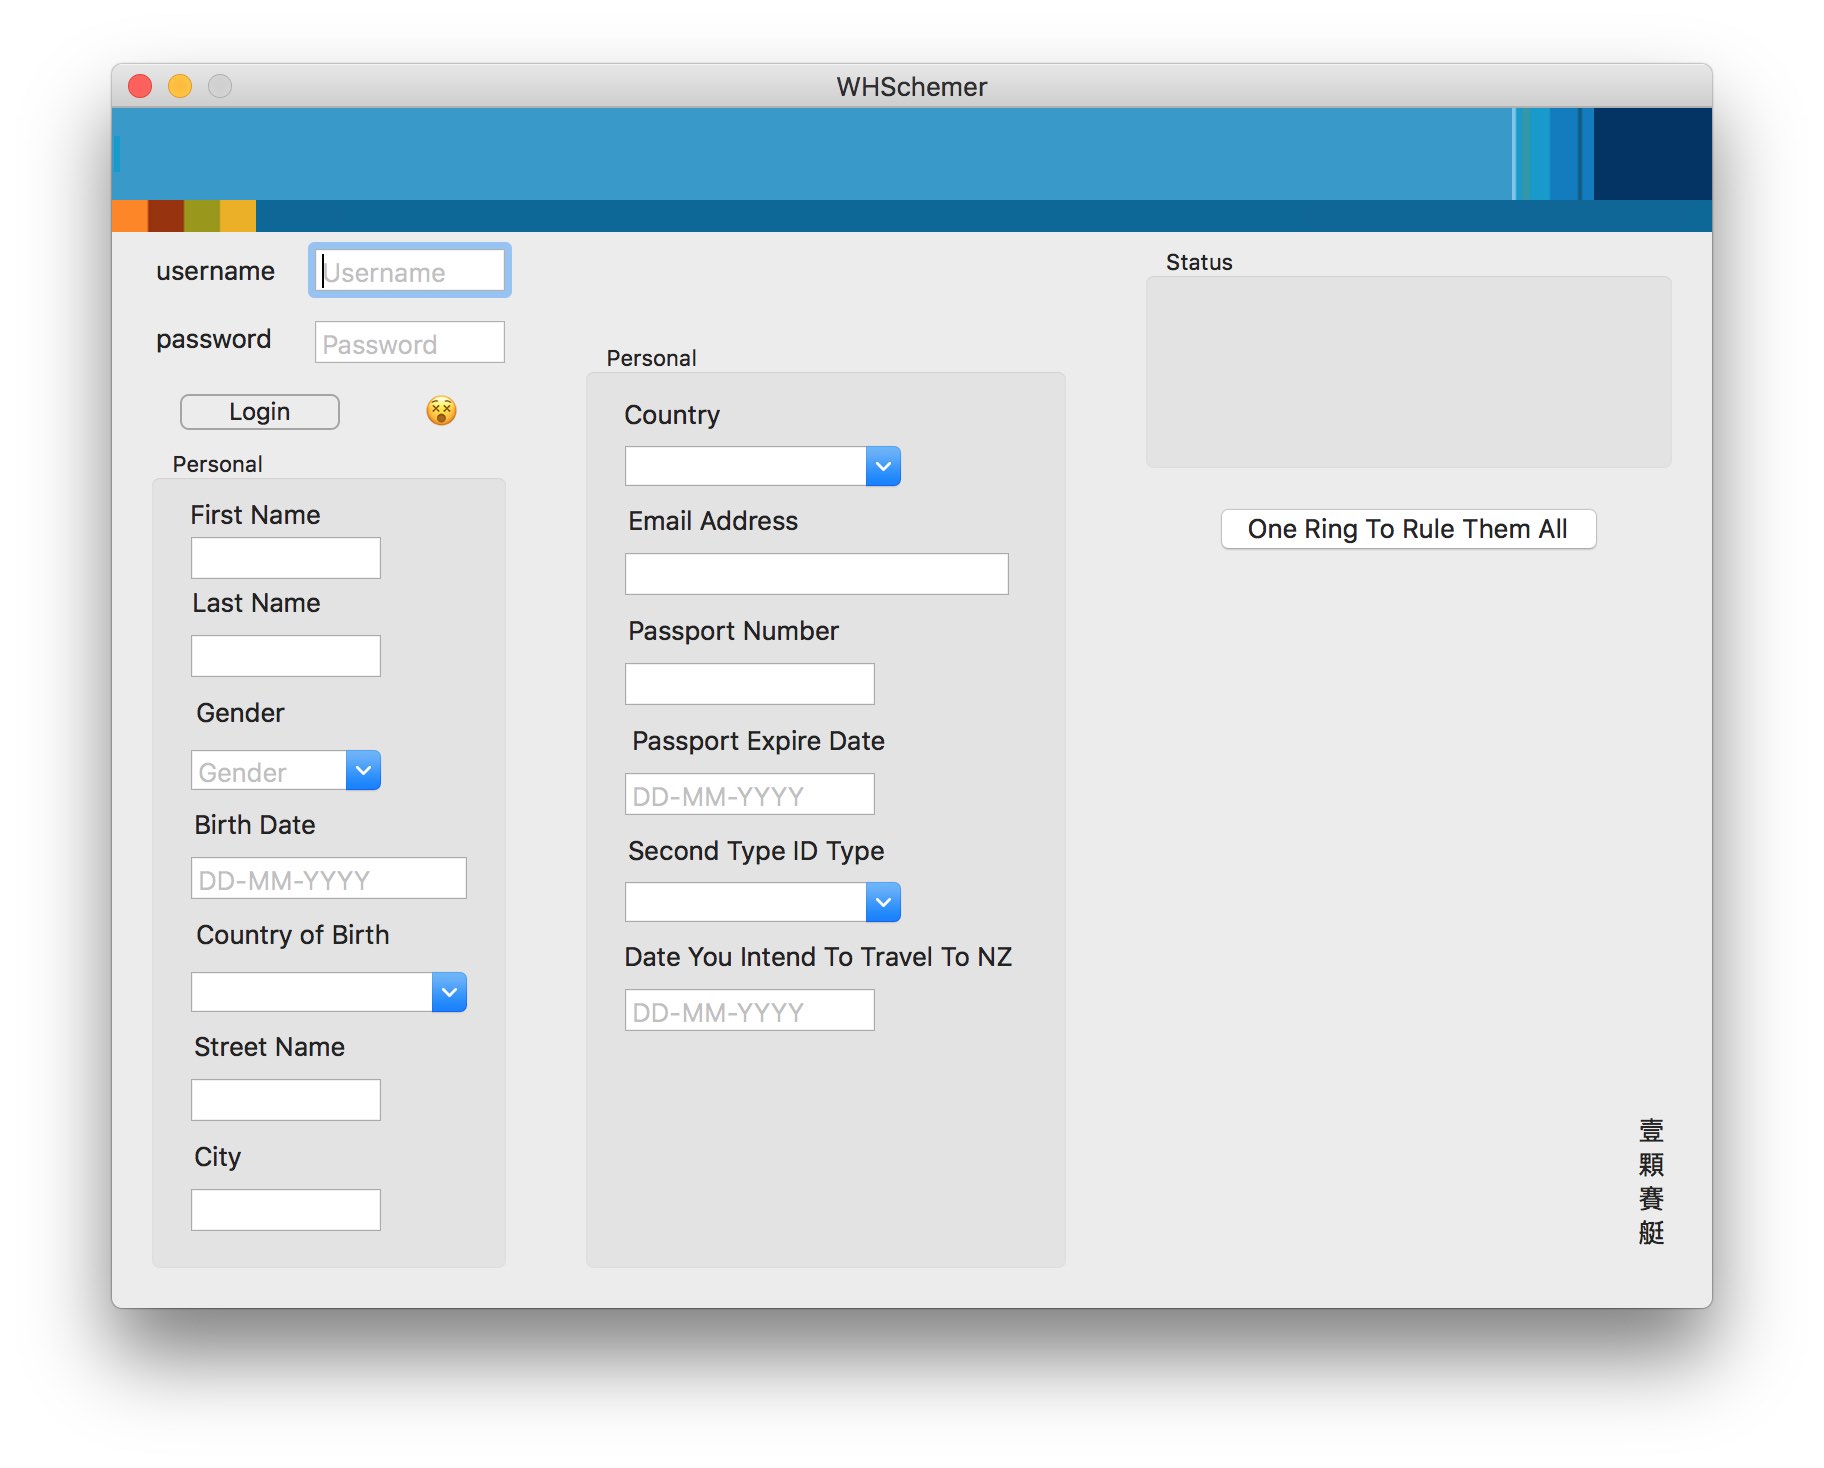 WHSchemer
username
Username
password
Password
Login
😵
Personal
First Name
Last Name
Gender
Gender
Birth Date
DD-MM-YYYY
Country of Birth
Street Name
City
Personal
Country
Email Address
Passport Number
Passport Expire Date
DD-MM-YYYY
Second Type ID Type
Date You Intend To Travel To NZ
DD-MM-YYYY
Status
One Ring To Rule Them All
壹顆賽艇